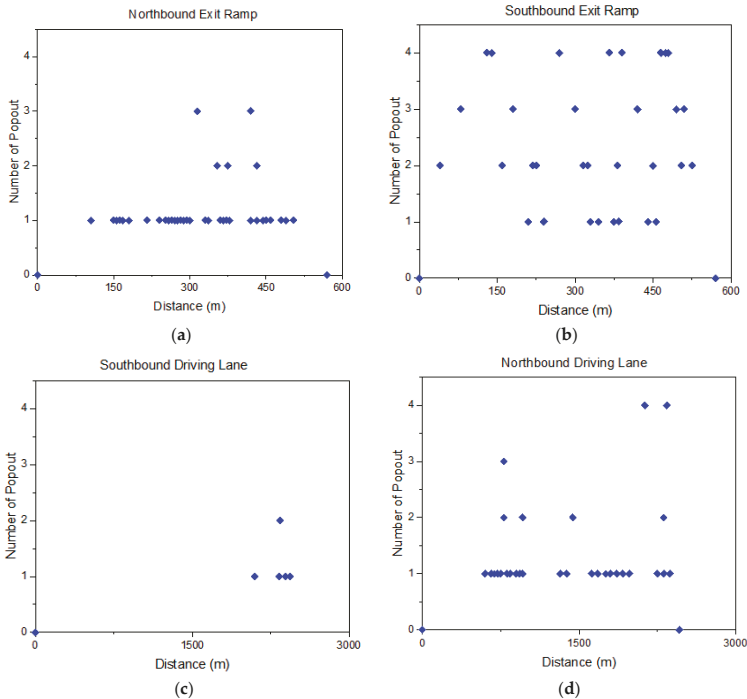 Northbound Exit Ramp
4
3
2
1
0
Number of Popout
0 150 300 450 600
Distance (m)
(a)
Southbound Exit Ramp
4
3
2
1
0
Number of Popout
0 150 300 450 600
Distance (m)
(b)
Southbound Driving Lane
4
3
2
1
0
Number of Popout
0 1500 3000
Distance (m)
(c)
Northbound Driving Lane
4
3
2
1
0
Number of Popout
0 1500 3000
Distance (m)
(d)